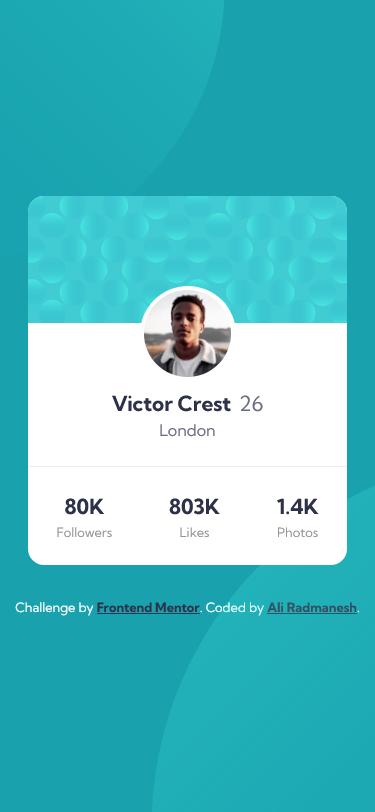 Victor Crest 26
London
80K 803K 1.4K
Followers Likes Photos
Challenge by Frontend Mentor. Coded by Ali Radmanesh.